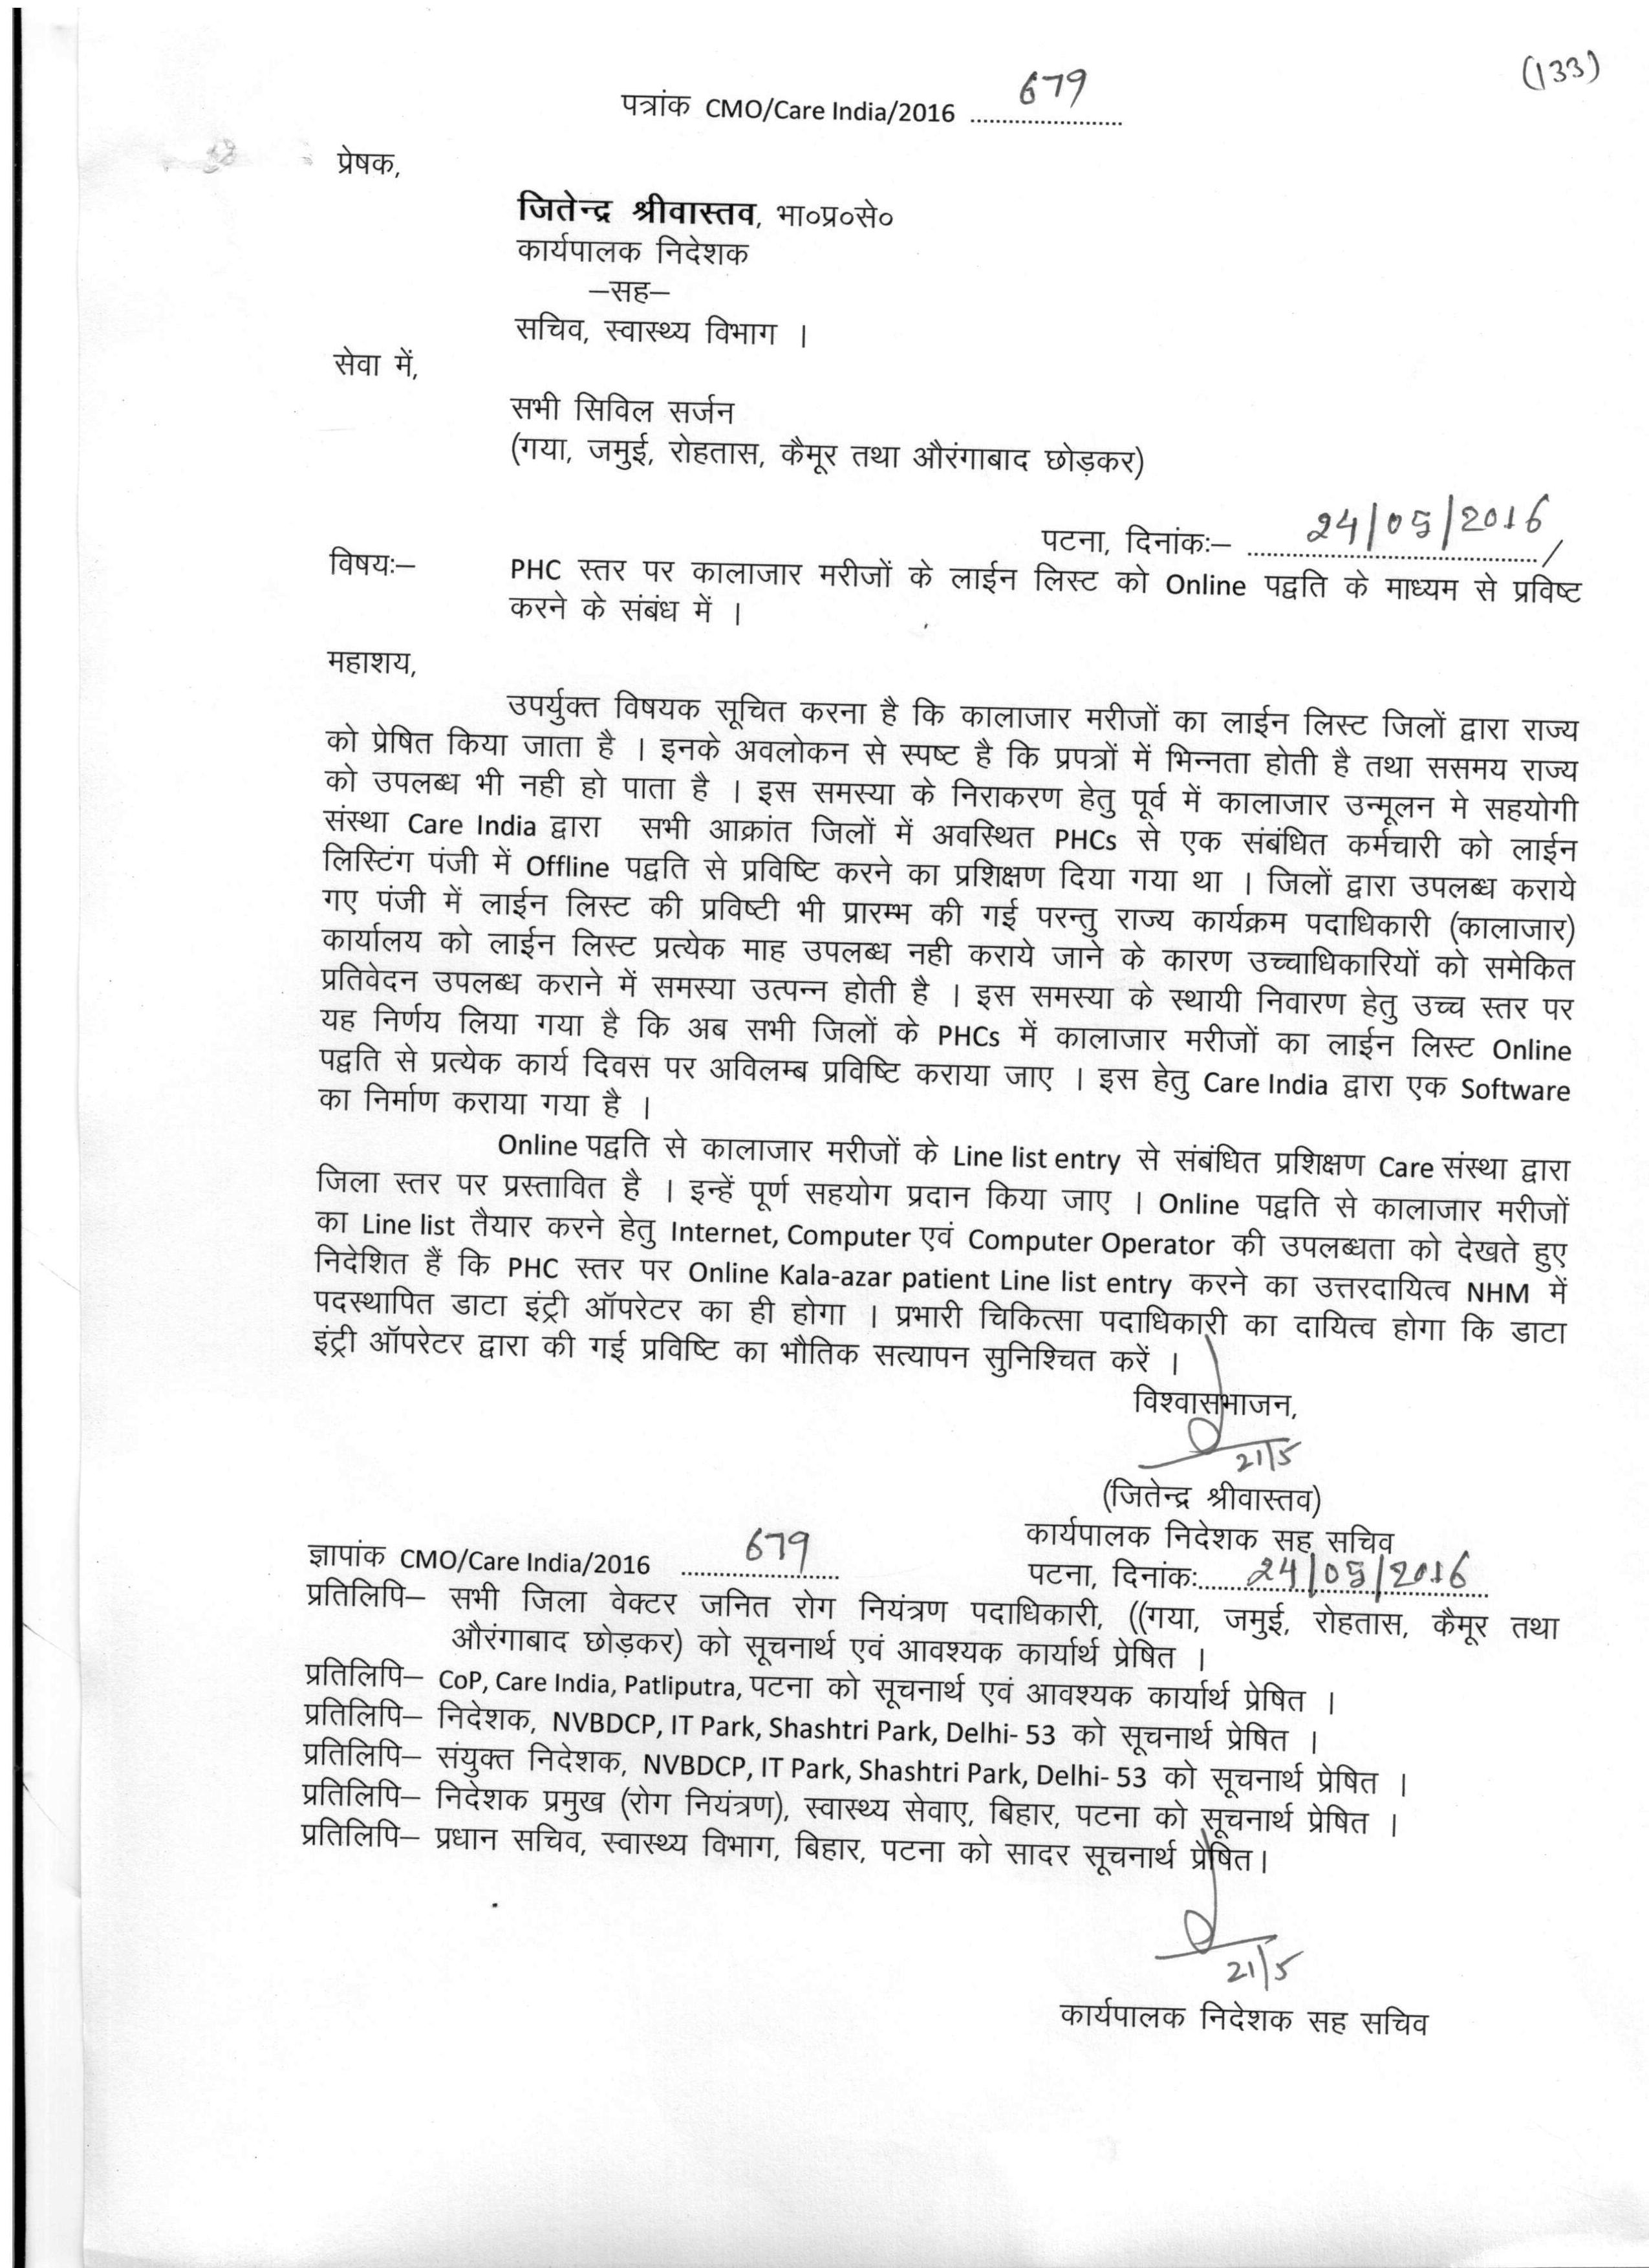 (133)
पत्रांक CMO/Care India/2016 ........679........
प्रेषक,
जितेन्द्र श्रीवास्तव, भा०प्र०से०
कार्यपालक निदेशक
–सह–
सचिव, स्वास्थ्य विभाग ।
सेवा में,
सभी सिविल सर्जन
(गया, जमुई, रोहतास, कैमूर तथा औरंगाबाद छोड़कर)
पटना, दिनांकः– 24/05/2016/
विषयः– PHC स्तर पर कालाजार मरीजों के लाईन लिस्ट को Online पद्वति के माध्यम से प्रविष्ट
करने के संबंध में ।
महाशय,
उपर्युक्त विषयक सूचित करना है कि कालाजार मरीजों का लाईन लिस्ट जिलों द्वारा राज्य
को प्रेषित किया जाता है । इनके अवलोकन से स्पष्ट है कि प्रपत्रों में भिन्नता होती है तथा ससमय राज्य
को उपलब्ध भी नही हो पाता है । इस समस्या के निराकरण हेतु पूर्व में कालाजार उन्मूलन मे सहयोगी
संस्था Care India द्वारा सभी आक्रांत जिलों में अवस्थित PHCs से एक संबंधित कर्मचारी को लाईन
लिस्टिंग पंजी में Offline पद्वति से प्रविष्टि करने का प्रशिक्षण दिया गया था । जिलों द्वारा उपलब्ध कराये
गए पंजी में लाईन लिस्ट की प्रविष्टी भी प्रारम्भ की गई परन्तु राज्य कार्यक्रम पदाधिकारी (कालाजार)
कार्यालय को लाईन लिस्ट प्रत्येक माह उपलब्ध नही कराये जाने के कारण उच्चाधिकारियों को समेकित
प्रतिवेदन उपलब्ध कराने में समस्या उत्पन्न होती है । इस समस्या के स्थायी निवारण हेतु उच्च स्तर पर
यह निर्णय लिया गया है कि अब सभी जिलों के PHCs में कालाजार मरीजों का लाईन लिस्ट Online
पद्वति से प्रत्येक कार्य दिवस पर अविलम्ब प्रविष्टि कराया जाए । इस हेतु Care India द्वारा एक Software
का निर्माण कराया गया है ।
Online पद्वति से कालाजार मरीजों के Line list entry से संबंधित प्रशिक्षण Care संस्था द्वारा
जिला स्तर पर प्रस्तावित है । इन्हें पूर्ण सहयोग प्रदान किया जाए । Online पद्वति से कालाजार मरीजों
का Line list तैयार करने हेतु Internet, Computer एवं Computer Operator की उपलब्धता को देखते हुए
निदेशित हैं कि PHC स्तर पर Online Kala-azar patient Line list entry करने का उत्तरदायित्व NHM में
पदस्थापित डाटा इंट्री ऑपरेटर का ही होगा । प्रभारी चिकित्सा पदाधिकारी का दायित्व होगा कि डाटा
इंट्री ऑपरेटर द्वारा की गई प्रविष्टि का भौतिक सत्यापन सुनिश्चित करें ।
विश्वासभाजन,
21/5
(जितेन्द्र श्रीवास्तव)
कार्यपालक निदेशक सह सचिव
ज्ञापांक CMO/Care India/2016 ........679........ पटना, दिनांकः 24/05/2016
प्रतिलिपि– सभी जिला वेक्टर जनित रोग नियंत्रण पदाधिकारी, ((गया, जमुई, रोहतास, कैमूर तथा
औरंगाबाद छोड़कर) को सूचनार्थ एवं आवश्यक कार्यार्थ प्रेषित ।
प्रतिलिपि– CoP, Care India, Patliputra, पटना को सूचनार्थ एवं आवश्यक कार्यार्थ प्रेषित ।
प्रतिलिपि– निदेशक, NVBDCP, IT Park, Shashtri Park, Delhi- 53 को सूचनार्थ प्रेषित ।
प्रतिलिपि– संयुक्त निदेशक, NVBDCP, IT Park, Shashtri Park, Delhi- 53 को सूचनार्थ प्रेषित ।
प्रतिलिपि– निदेशक प्रमुख (रोग नियंत्रण), स्वास्थ्य सेवाए, बिहार, पटना को सूचनार्थ प्रेषित ।
प्रतिलिपि– प्रधान सचिव, स्वास्थ्य विभाग, बिहार, पटना को सादर सूचनार्थ प्रेषित।
21/5
कार्यपालक निदेशक सह सचिव